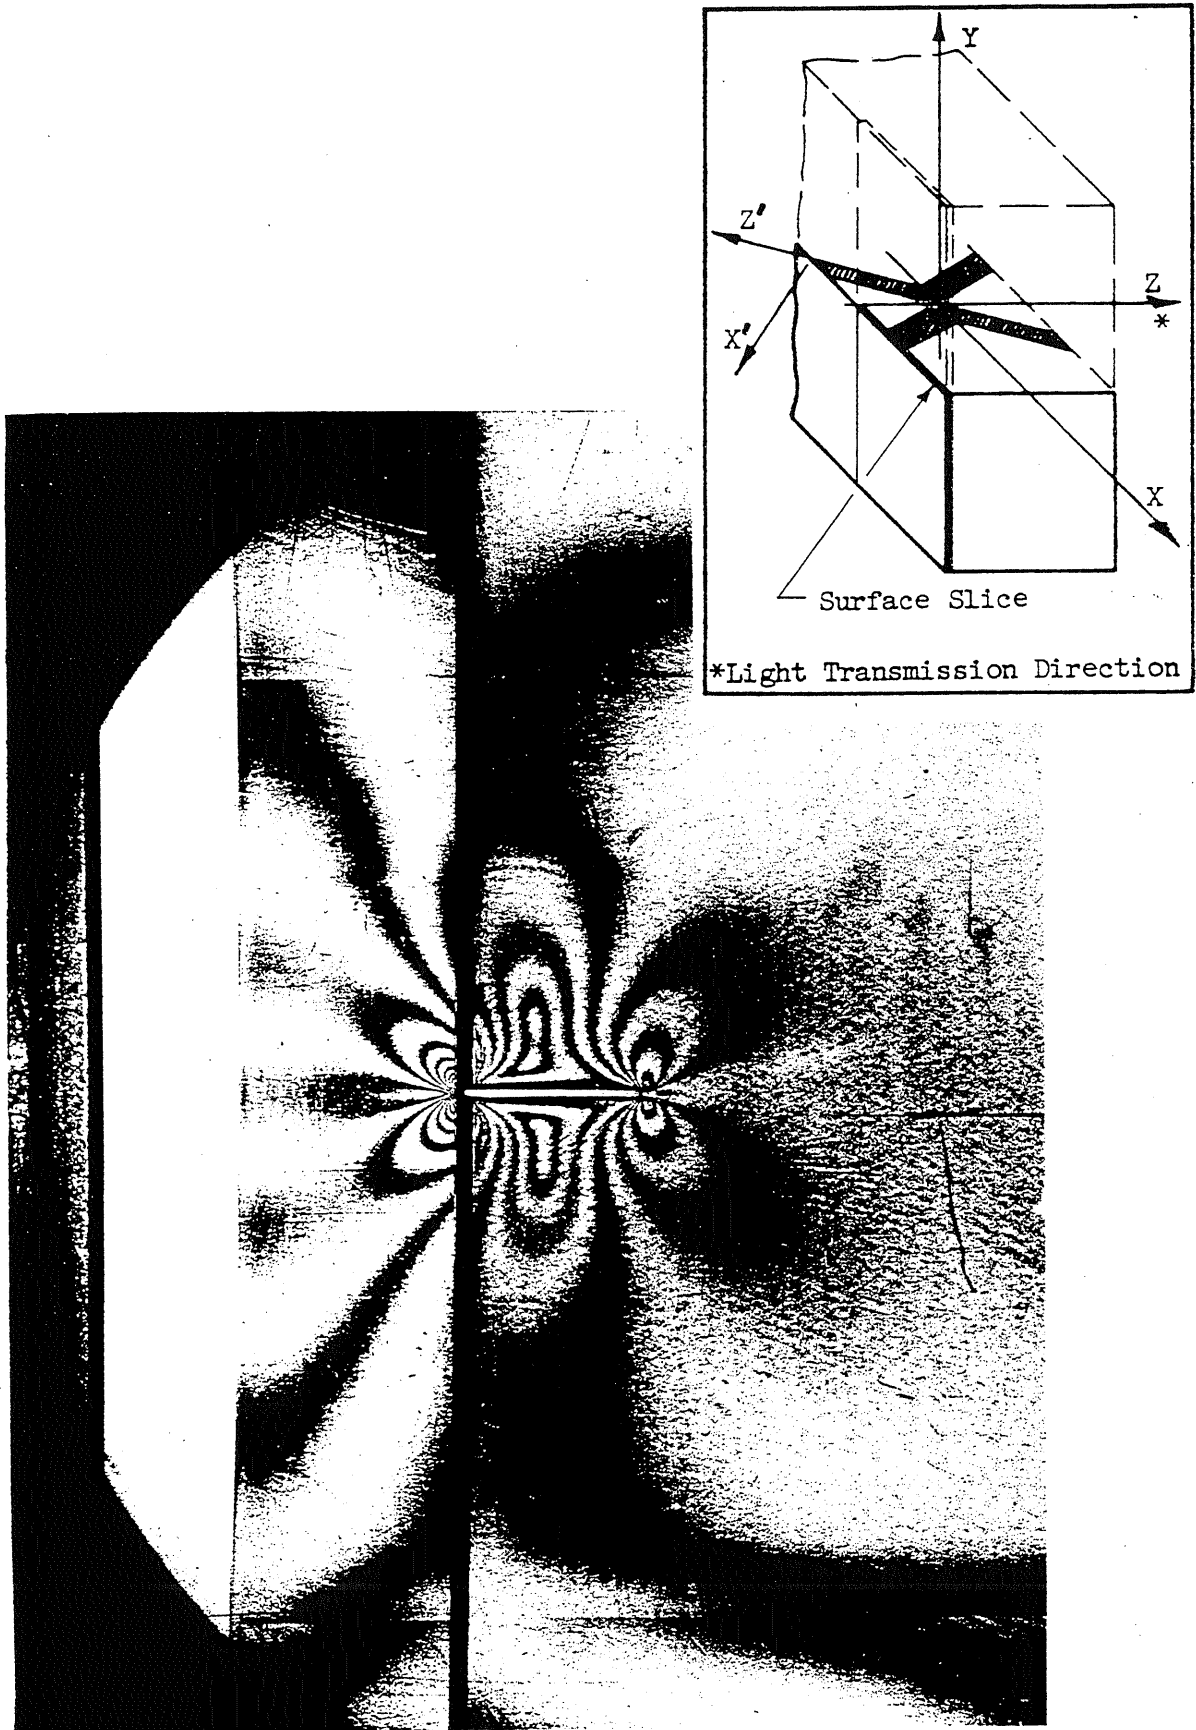 Y
Z'
Z
*
X'
X
Surface Slice
*Light Transmission Direction